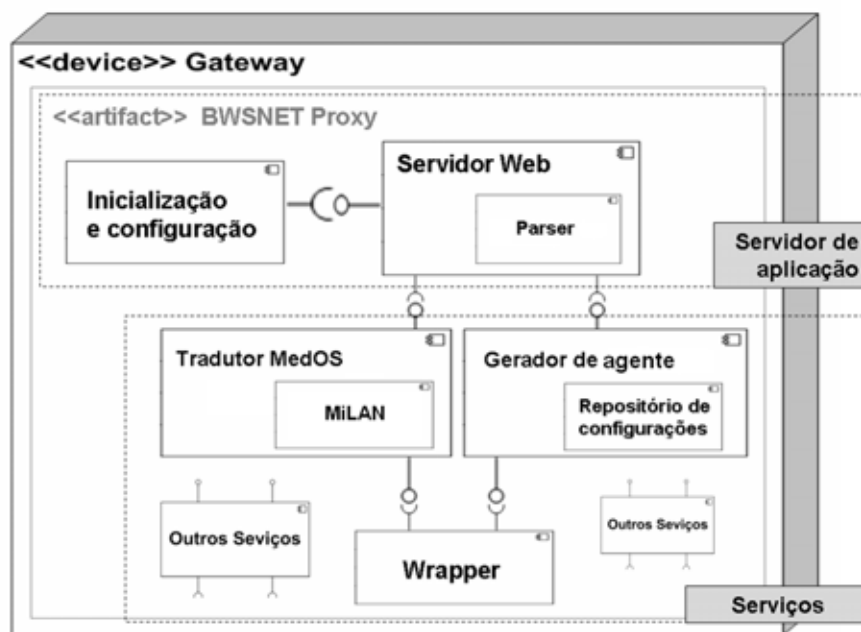 <<device>> Gateway
<<artifact>> BWSNET Proxy
Inicialização
e configuração
Servidor Web
Parser
Servidor de
aplicação
Tradutor MedOS
MiLAN
Gerador de agente
Repositório de
configurações
Outros Seviços
Wrapper
Outros Seviços
Serviços